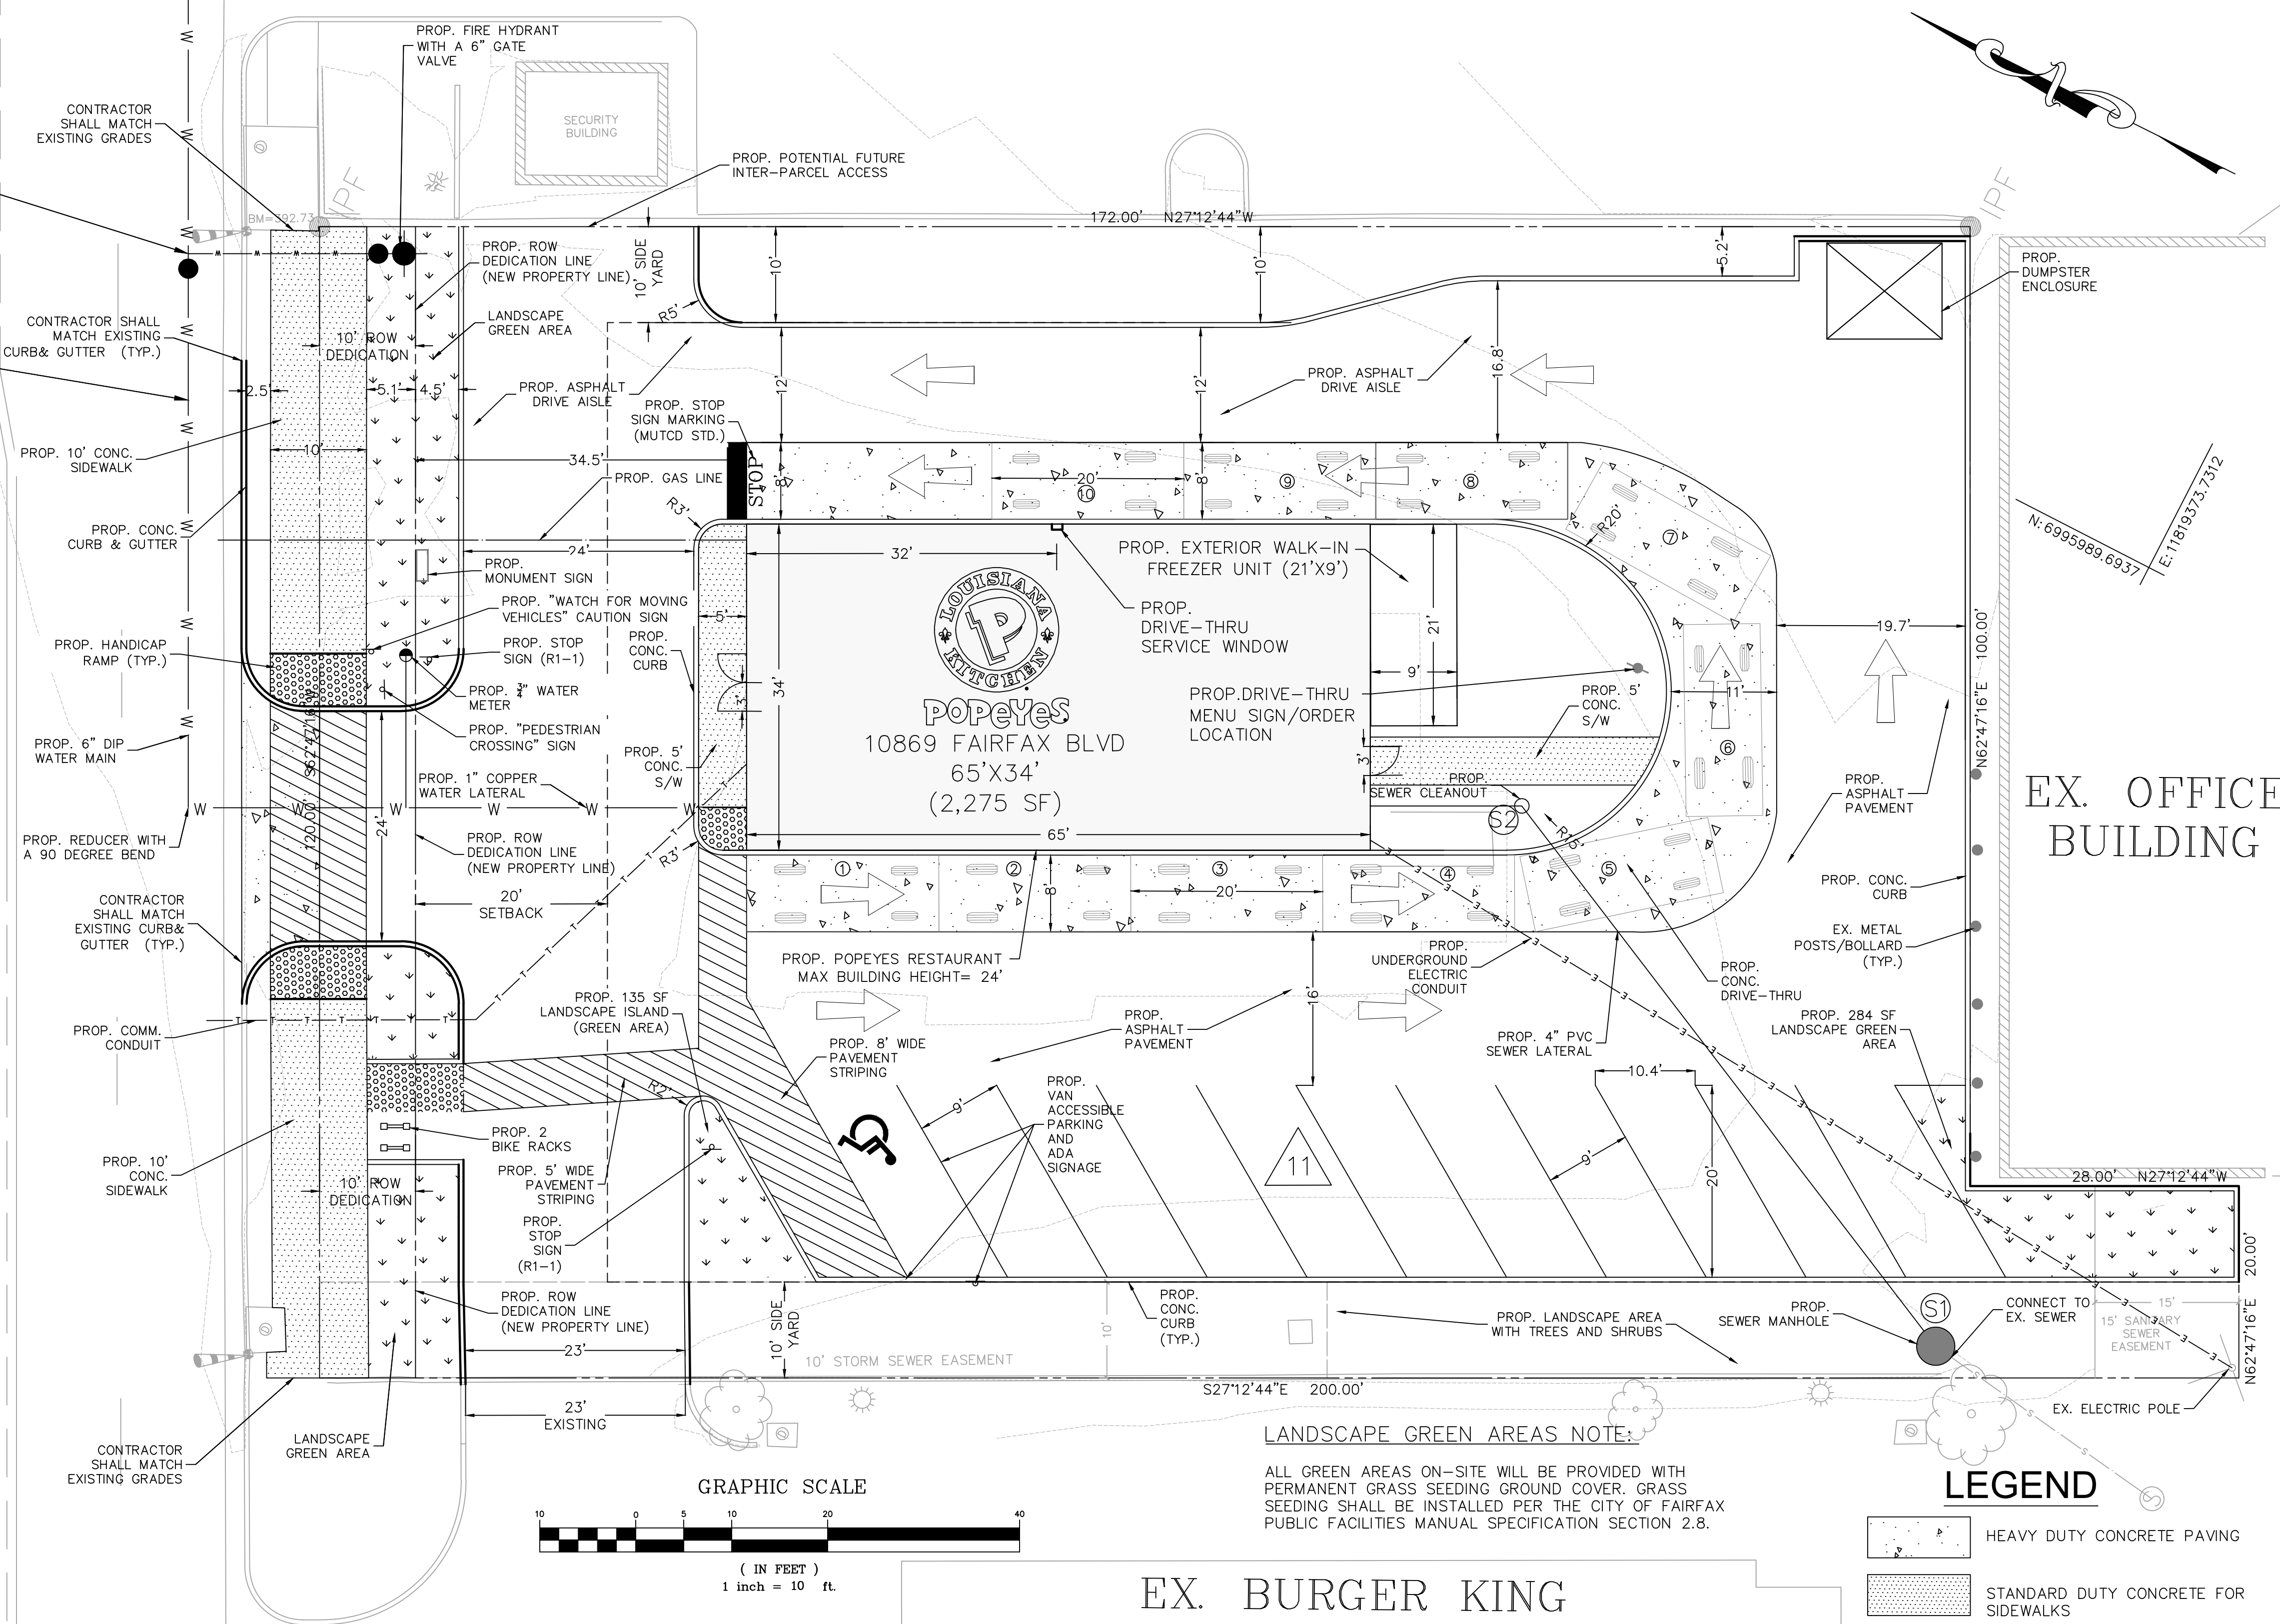 PROP. FIRE HYDRANT
WITH A 6" GATE
VALVE
CONTRACTOR
SHALL MATCH
EXISTING GRADES
SECURITY
BUILDING
PROP. POTENTIAL FUTURE
INTER-PARCEL ACCESS
IPF
IPF
BM=392.73
172.00' N27°12'44"W
PROP. ROW
DEDICATION LINE
(NEW PROPERTY LINE)
10' SIDE
YARD
10'
10'
5.2'
PROP.
DUMPSTER
ENCLOSURE
R5'
CONTRACTOR SHALL
MATCH EXISTING
CURB& GUTTER (TYP.)
10' ROW
DEDICATION
LANDSCAPE
GREEN AREA
2.5'
5.1'
4.5'
PROP. ASPHALT
DRIVE AISLE
12'
12'
16.8'
PROP. ASPHALT
DRIVE AISLE
PROP. STOP
SIGN MARKING
(MUTCD STD.)
PROP. 10' CONC.
SIDEWALK
10'
34.5'
PROP. GAS LINE
STOP
8'
20'
10
8'
9
8
7
R20'
R3'
PROP. CONC.
CURB & GUTTER
24'
32'
PROP. EXTERIOR WALK-IN
FREEZER UNIT (21'X9')
N: 6995989.6937
E: 11819373.7312
PROP.
MONUMENT SIGN
LOUISIANA
KITCHEN
P
PROP.
DRIVE-THRU
SERVICE WINDOW
21'
9'
PROP. "WATCH FOR MOVING
VEHICLES" CAUTION SIGN
5'
34'
3'
PROP. HANDICAP
RAMP (TYP.)
PROP. STOP
SIGN (R1-1)
PROP.
CONC.
CURB
19.7'
N62°47'16"E 100.00'
PROP. ¾" WATER
METER
PROP.DRIVE-THRU
MENU SIGN/ORDER
LOCATION
PROP. 5'
CONC.
S/W
11'
6
POPEYES
10869 FAIRFAX BLVD
65'X34'
(2,275 SF)
PROP. 6" DIP
WATER MAIN
PROP. "PEDESTRIAN
CROSSING" SIGN
PROP. 5'
CONC.
S/W
3'
PROP.
SEWER CLEANOUT
S2
R15'
PROP. 1" COPPER
WATER LATERAL
S62°47'16"W
120.00'
24'
W W W W W W
PROP.
ASPHALT
PAVEMENT
EX. OFFICE
BUILDING
PROP. REDUCER WITH
A 90 DEGREE BEND
PROP. ROW
DEDICATION LINE
(NEW PROPERTY LINE)
R3'
65'
1
2
3
4
5
8'
20'
20'
SETBACK
PROP. CONC.
CURB
CONTRACTOR
SHALL MATCH
EXISTING CURB&
GUTTER (TYP.)
EX. METAL
POSTS/BOLLARD
(TYP.)
PROP. POPEYES RESTAURANT
MAX BUILDING HEIGHT= 24'
PROP.
UNDERGROUND
ELECTRIC
CONDUIT
PROP.
CONC.
DRIVE-THRU
PROP. 135 SF
LANDSCAPE ISLAND
(GREEN AREA)
16'
PROP. COMM.
CONDUIT
PROP. 8' WIDE
PAVEMENT
STRIPING
PROP.
ASPHALT
PAVEMENT
PROP. 4" PVC
SEWER LATERAL
PROP. 284 SF
LANDSCAPE GREEN
AREA
R2'
PROP.
VAN
ACCESSIBLE
PARKING
AND
ADA
SIGNAGE
9'
10.4'
9'
20'
11
PROP. 2
BIKE RACKS
PROP. 5' WIDE
PAVEMENT
STRIPING
PROP. 10'
CONC.
SIDEWALK
10' ROW
DEDICATION
28.00' N27°12'44"W
PROP.
STOP
SIGN
(R1-1)
20.00'
N62°47'16"E
PROP. ROW
DEDICATION LINE
(NEW PROPERTY LINE)
10' SIDE
YARD
PROP.
CONC.
CURB
(TYP.)
10'
PROP. LANDSCAPE AREA
WITH TREES AND SHRUBS
PROP.
SEWER MANHOLE
S1
CONNECT TO
EX. SEWER
15'
15' SANITARY
SEWER
EASEMENT
23'
10' STORM SEWER EASEMENT
S27°12'44"E 200.00'
23'
EXISTING
EX. ELECTRIC POLE
LANDSCAPE
GREEN AREA
CONTRACTOR
SHALL MATCH
EXISTING GRADES
LANDSCAPE GREEN AREAS NOTE:
ALL GREEN AREAS ON-SITE WILL BE PROVIDED WITH
PERMANENT GRASS SEEDING GROUND COVER. GRASS
SEEDING SHALL BE INSTALLED PER THE CITY OF FAIRFAX
PUBLIC FACILITIES MANUAL SPECIFICATION SECTION 2.8.
GRAPHIC SCALE
10 0 5 10 20 40
( IN FEET )
1 inch = 10 ft.
LEGEND
HEAVY DUTY CONCRETE PAVING
STANDARD DUTY CONCRETE FOR
SIDEWALKS
EX. BURGER KING